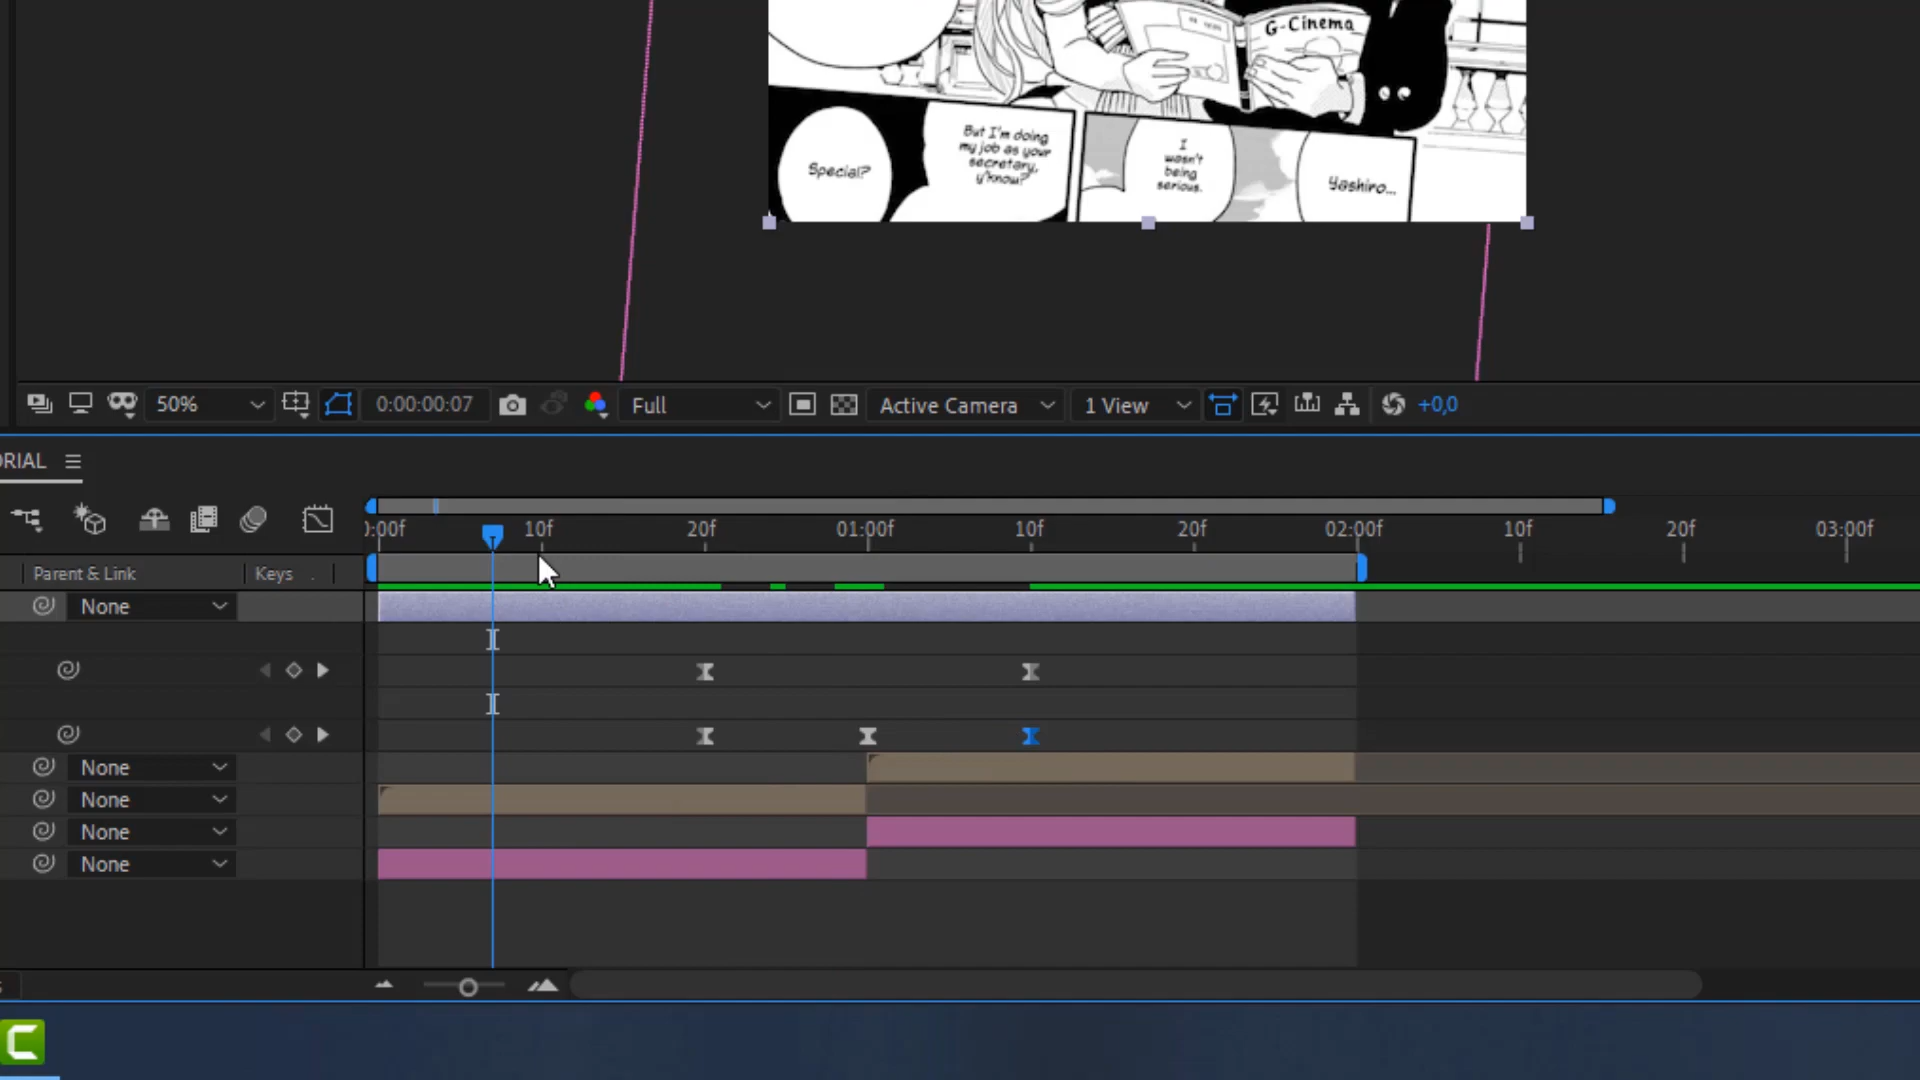 G-Cinema
Special?
But I'm doing
my job as your
secretary,
y'know?
I
wasn't
being
serious.
Yashiro...
50%
0:00:00:07
Full
Active Camera
1 View
+0,0
ORIAL
0:00f
10f
20f
01:00f
10f
20f
02:00f
10f
20f
03:00f
Parent & Link
Keys
None
None
None
None
None